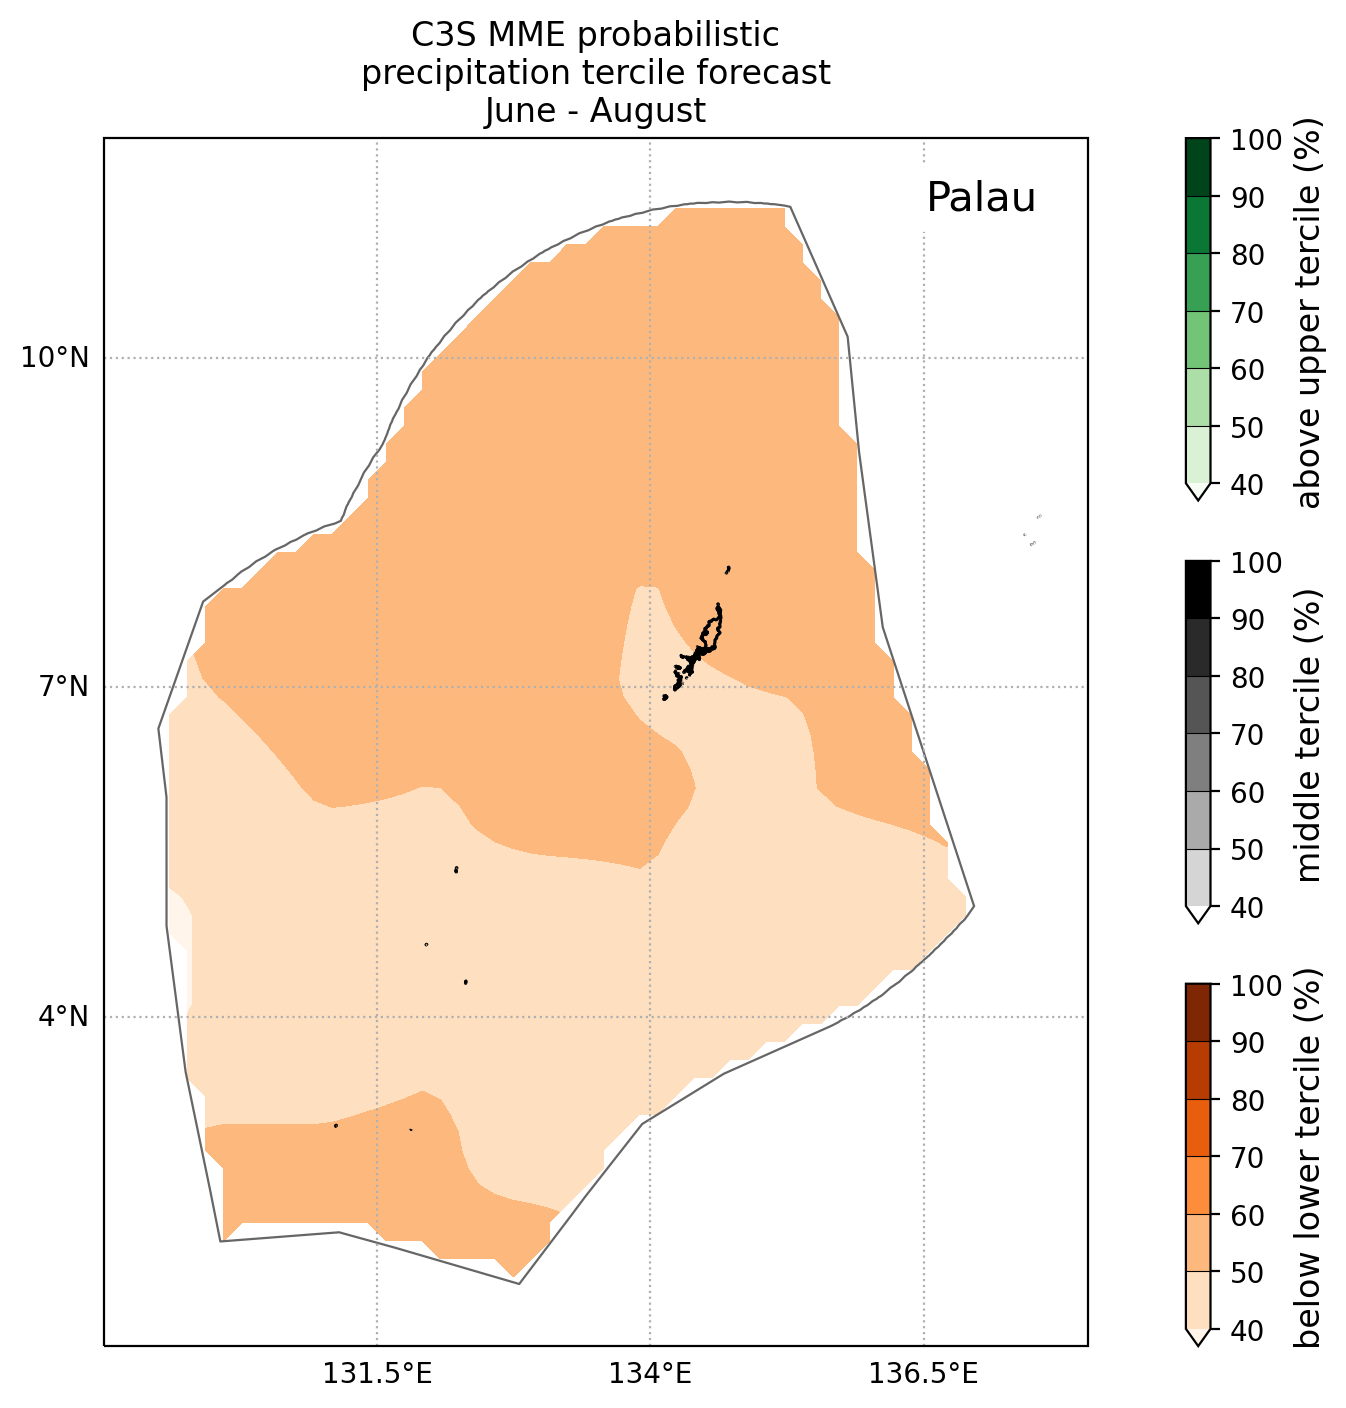 C3S MME probabilistic
precipitation tercile forecast
June - August
Palau
10°N
7°N
4°N
131.5°E
134°E
136.5°E
100
90
80
70
60
50
40
above upper tercile (%)
100
90
80
70
60
50
40
middle tercile (%)
100
90
80
70
60
50
40
below lower tercile (%)